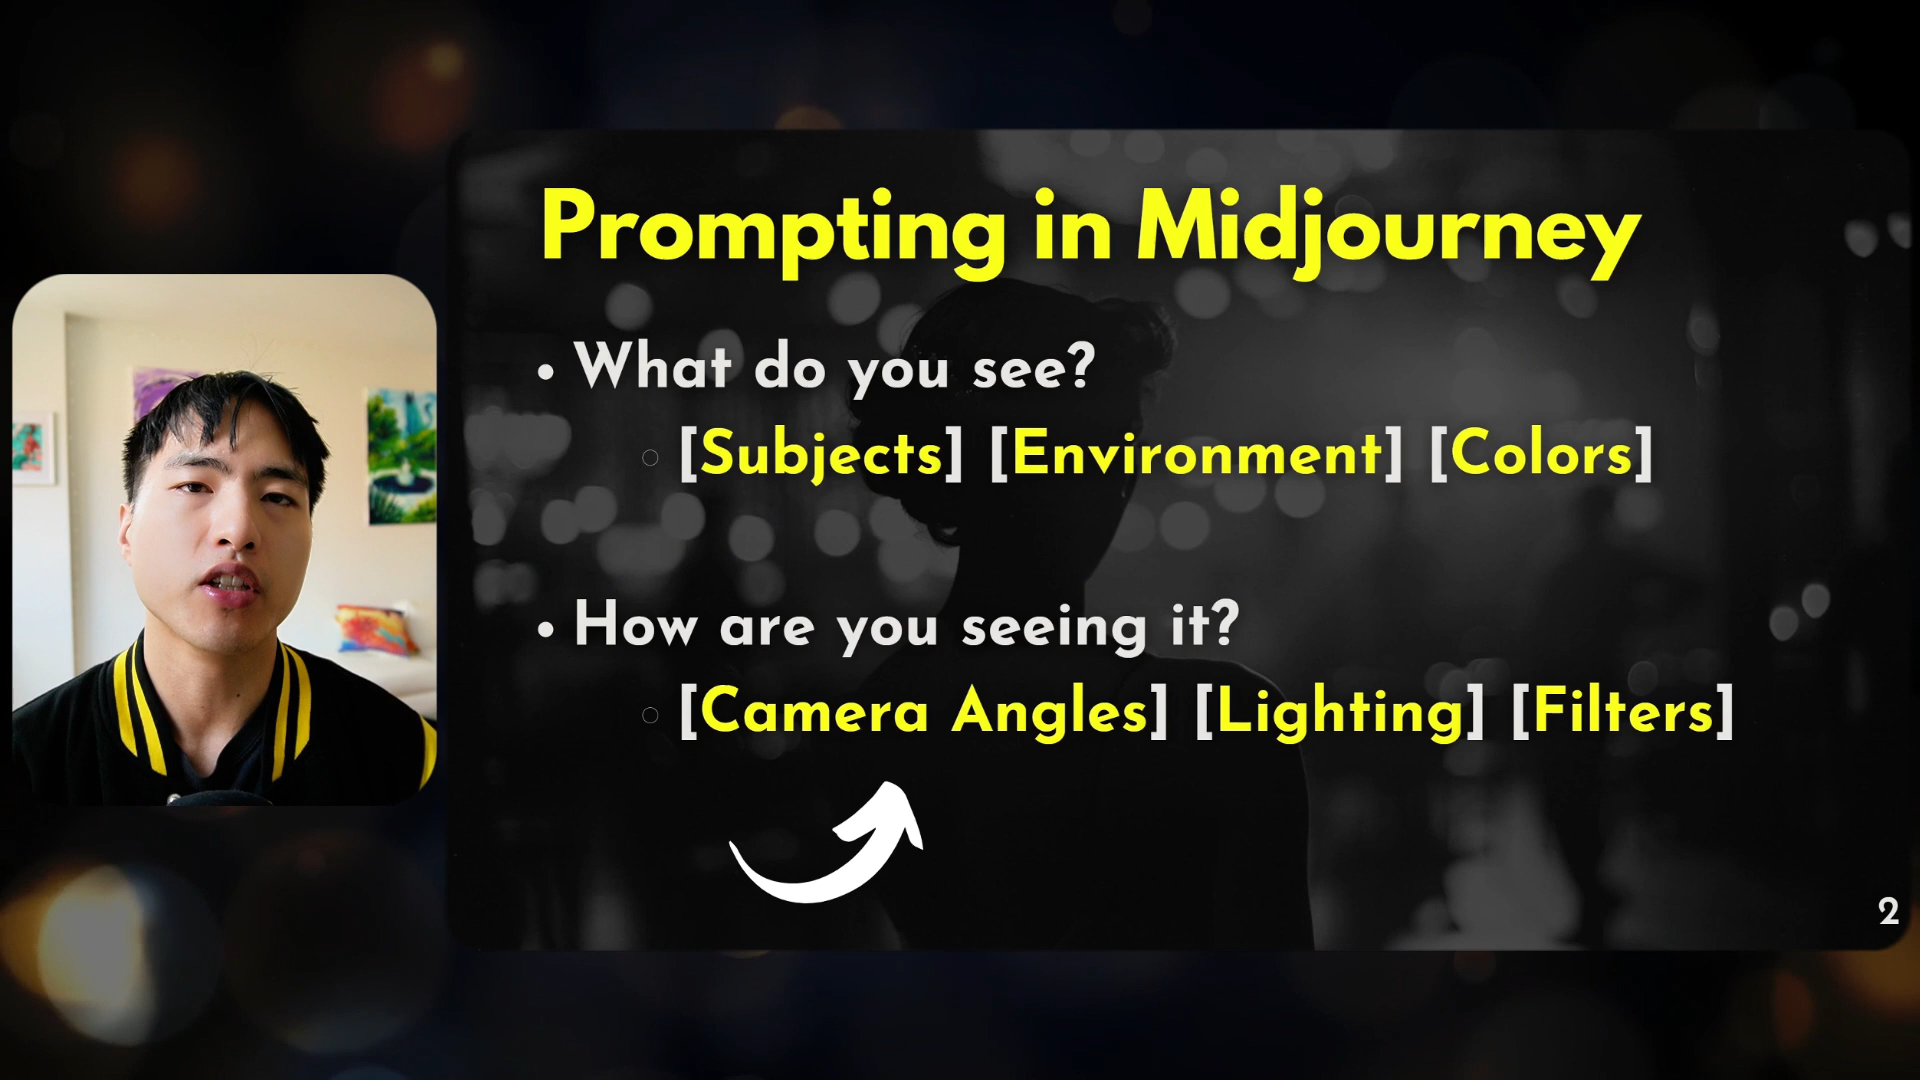 Prompting in Midjourney
• What do you see?
○ [Subjects] [Environment] [Colors]
• How are you seeing it?
○ [Camera Angles] [Lighting] [Filters]
2